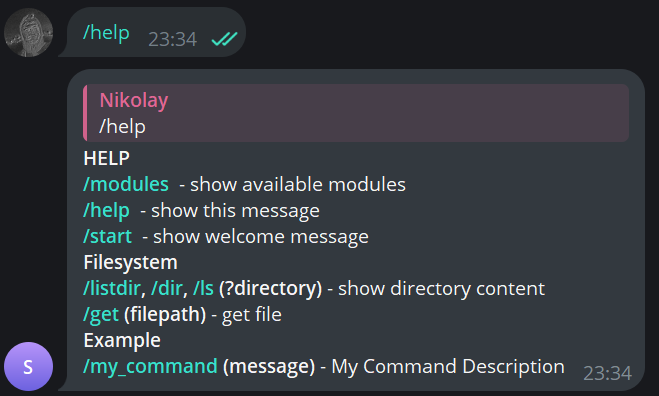 /help 23:34
Nikolay
/help
HELP
/modules - show available modules
/help - show this message
/start - show welcome message
Filesystem
/listdir, /dir, /ls (?directory) - show directory content
/get (filepath) - get file
Example
/my_command (message) - My Command Description 23:34
S